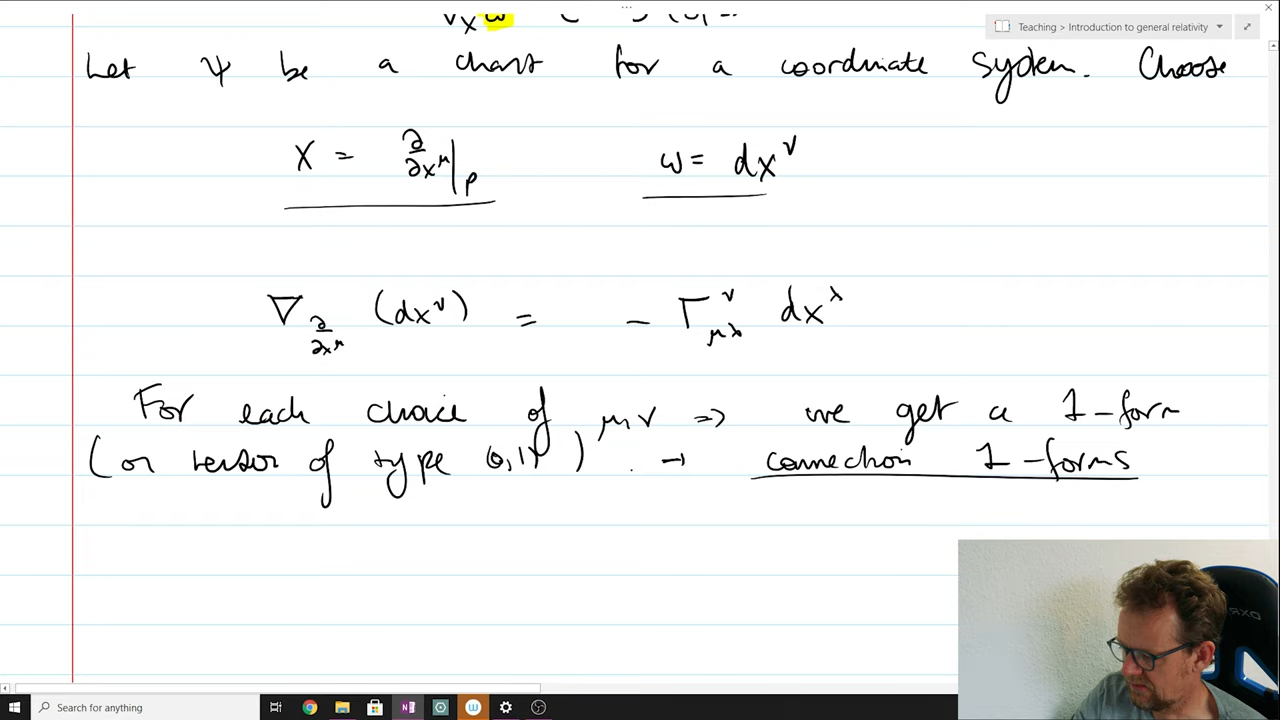 ∇_X ω
Teaching > Introduction to general relativity
Let ψ be a chart for a coordinate system. Choose
X = ∂/∂x^μ |_p ω = dx^ν
∇_{∂/∂x^μ} (dx^ν) = - Γ^ν_{μλ} dx^λ
For each choice of μ, ν ⇒ we get a 1-form
(or tensor of type (0,1)). → connection 1-forms
DXR
Search for anything